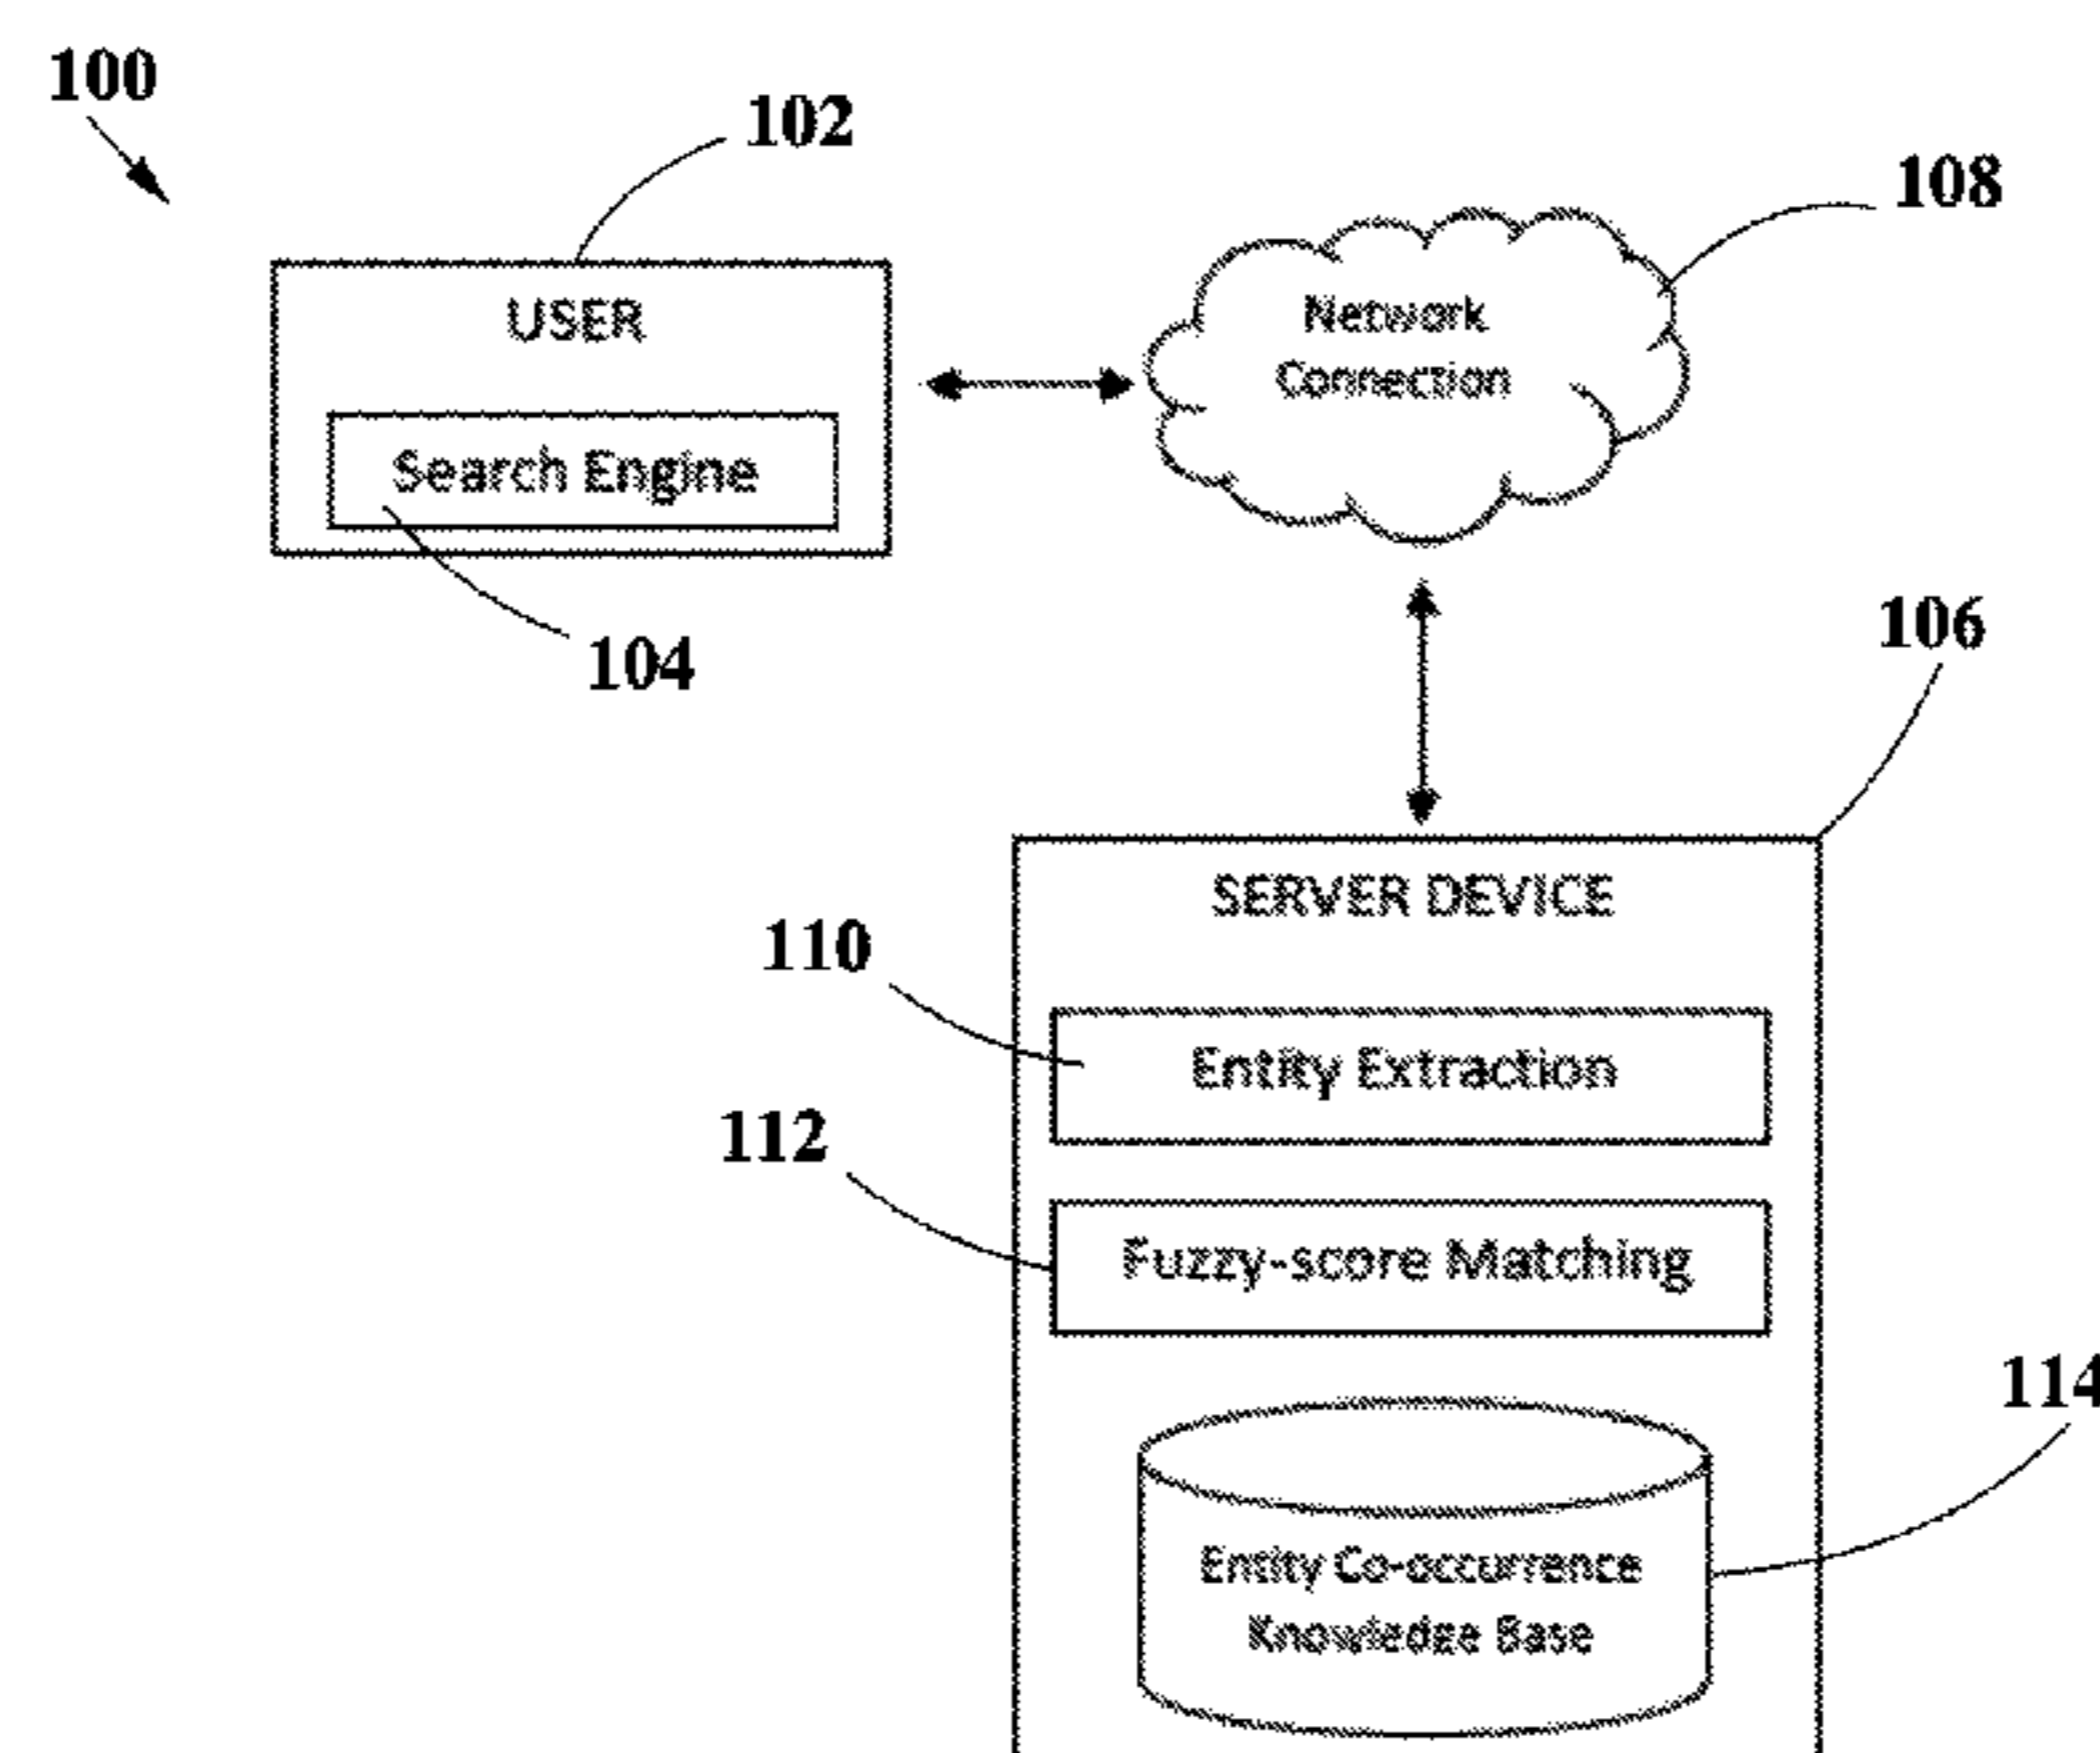 100
102
108
USER
Network
Connection
Search Engine
104
106
SERVER DEVICE
110
Entity Extraction
112
Fuzzy-score Matching
114
Entity Co-occurrence
Knowledge Base